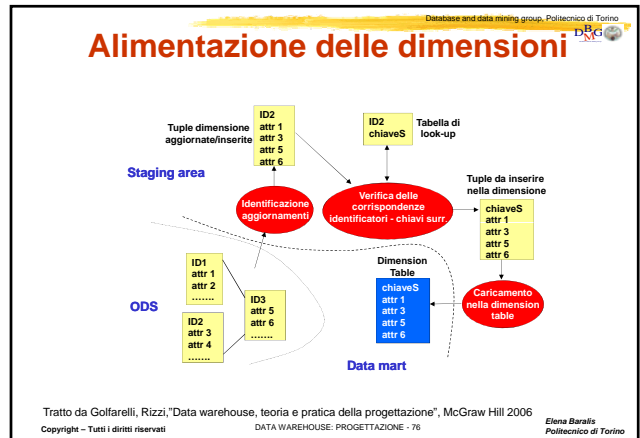 Database and data mining group, Politecnico di Torino
DBMG
Alimentazione delle dimensioni
Tuple dimensione
aggiornate/inserite
ID2
attr 1
attr 3
attr 5
attr 6
ID2
chiaveS
Tabella di
look-up
Staging area
Identificazione
aggiornamenti
Verifica delle
corrispondenze
identificatori - chiavi surr.
Tuple da inserire
nella dimensione
chiaveS
attr 1
attr 3
attr 5
attr 6
ID1
attr 1
attr 2
…….
ODS
ID2
attr 3
attr 4
…….
ID3
attr 5
attr 6
…….
Dimension
Table
chiaveS
attr 1
attr 3
attr 5
attr 6
Caricamento
nella dimension
table
Data mart
Tratto da Golfarelli, Rizzi,"Data warehouse, teoria e pratica della progettazione", McGraw Hill 2006
Copyright – Tutti i diritti riservati
DATA WAREHOUSE: PROGETTAZIONE - 76
Elena Baralis
Politecnico di Torino